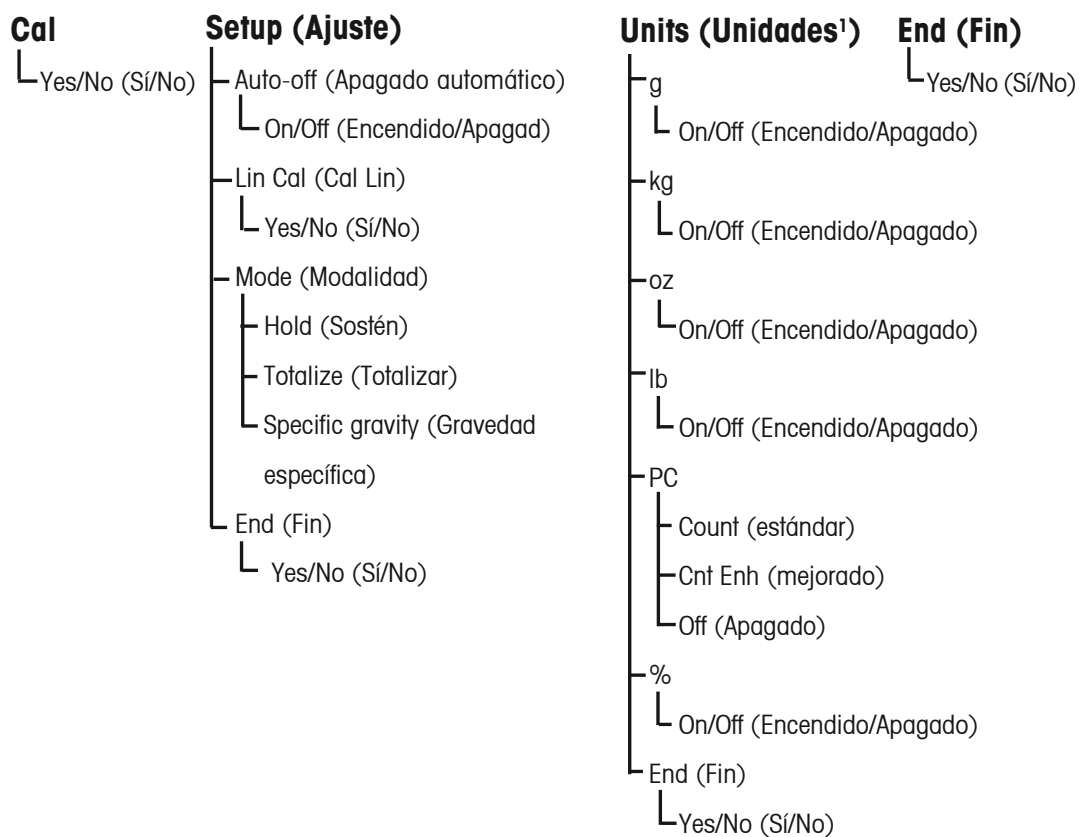 Cal
Yes/No (Sí/No)
Setup (Ajuste)
Auto-off (Apagado automático)
On/Off (Encendido/Apagad)
Lin Cal (Cal Lin)
Yes/No (Sí/No)
Mode (Modalidad)
Hold (Sostén)
Totalize (Totalizar)
Specific gravity (Gravedad
específica)
End (Fin)
Yes/No (Sí/No)
Units (Unidades¹)
g
On/Off (Encendido/Apagado)
kg
On/Off (Encendido/Apagado)
oz
On/Off (Encendido/Apagado)
lb
On/Off (Encendido/Apagado)
PC
Count (estándar)
Cnt Enh (mejorado)
Off (Apagado)
%
On/Off (Encendido/Apagado)
End (Fin)
Yes/No (Sí/No)
End (Fin)
Yes/No (Sí/No)